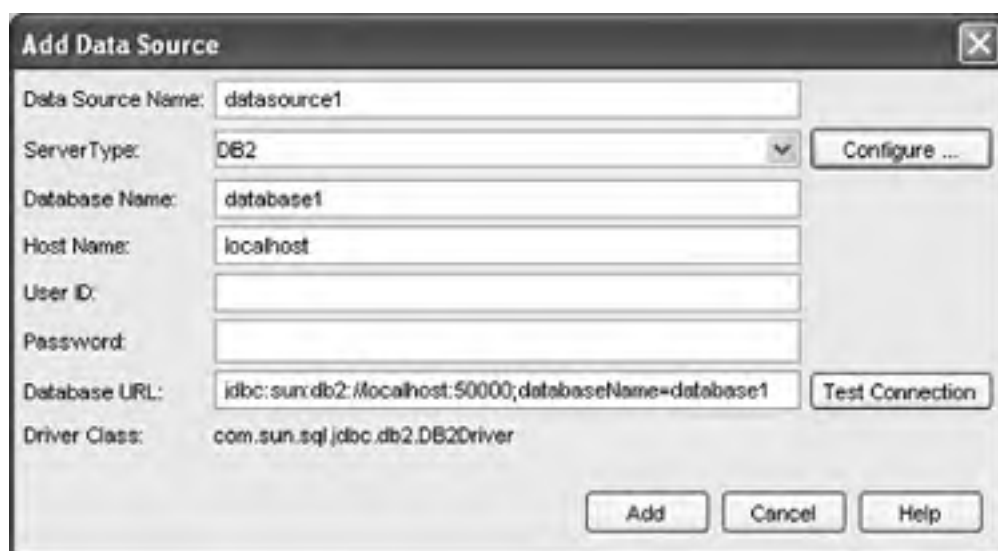 Add Data Source
Data Source Name: datasource1
ServerType: DB2 Configure ...
Database Name: database1
Host Name: localhost
User ID:
Password:
Database URL: jdbc:sun:db2://localhost:50000;databaseName=database1 Test Connection
Driver Class: com.sun.sql.jdbc.db2.DB2Driver
Add Cancel Help